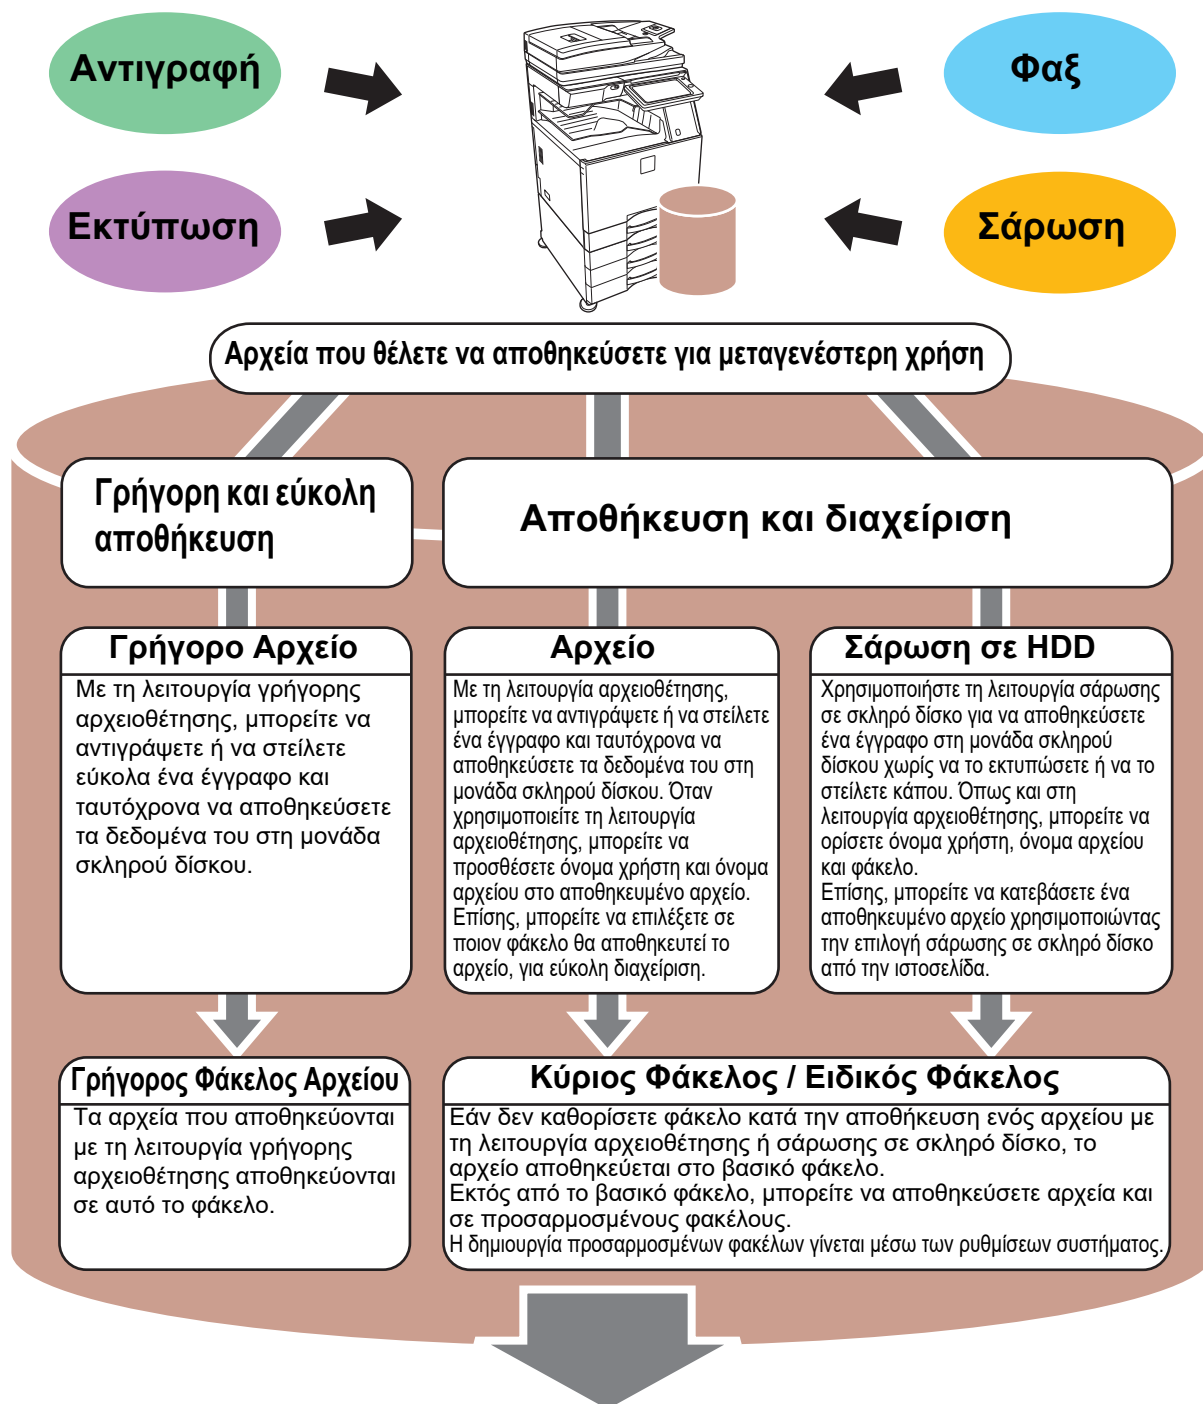 Αντιγραφή
Φαξ
Εκτύπωση
Σάρωση
Αρχεία που θέλετε να αποθηκεύσετε για μεταγενέστερη χρήση
Γρήγορη και εύκολη
αποθήκευση
Αποθήκευση και διαχείριση
Γρήγορο Αρχείο
Με τη λειτουργία γρήγορης
αρχειοθέτησης, μπορείτε να
αντιγράψετε ή να στείλετε
εύκολα ένα έγγραφο και
ταυτόχρονα να αποθηκεύσετε
τα δεδομένα του στη μονάδα
σκληρού δίσκου.
Αρχείο
Με τη λειτουργία αρχειοθέτησης,
μπορείτε να αντιγράψετε ή να στείλετε
ένα έγγραφο και ταυτόχρονα να
αποθηκεύσετε τα δεδομένα του στη
μονάδα σκληρού δίσκου. Όταν
χρησιμοποιείτε τη λειτουργία
αρχειοθέτησης, μπορείτε να
προσθέσετε όνομα χρήστη και όνομα
αρχείου στο αποθηκευμένο αρχείο.
Επίσης, μπορείτε να επιλέξετε σε
ποιον φάκελο θα αποθηκευτεί το
αρχείο, για εύκολη διαχείριση.
Σάρωση σε HDD
Χρησιμοποιήστε τη λειτουργία σάρωσης
σε σκληρό δίσκο για να αποθηκεύσετε
ένα έγγραφο στη μονάδα σκληρού
δίσκου χωρίς να το εκτυπώσετε ή να το
στείλετε κάπου. Όπως και στη
λειτουργία αρχειοθέτησης, μπορείτε να
ορίσετε όνομα χρήστη, όνομα αρχείου
και φάκελο.
Επίσης, μπορείτε να κατεβάσετε ένα
αποθηκευμένο αρχείο χρησιμοποιώντας
την επιλογή σάρωσης σε σκληρό δίσκο
από την ιστοσελίδα.
Γρήγορος Φάκελος Αρχείου
Τα αρχεία που αποθηκεύονται
με τη λειτουργία γρήγορης
αρχειοθέτησης αποθηκεύονται
σε αυτό το φάκελο.
Κύριος Φάκελος / Ειδικός Φάκελος
Εάν δεν καθορίσετε φάκελο κατά την αποθήκευση ενός αρχείου με
τη λειτουργία αρχειοθέτησης ή σάρωσης σε σκληρό δίσκο, το
αρχείο αποθηκεύεται στο βασικό φάκελο.
Εκτός από το βασικό φάκελο, μπορείτε να αποθηκεύσετε αρχεία και
σε προσαρμοσμένους φακέλους.
Η δημιουργία προσαρμοσμένων φακέλων γίνεται μέσω των ρυθμίσεων συστήματος.